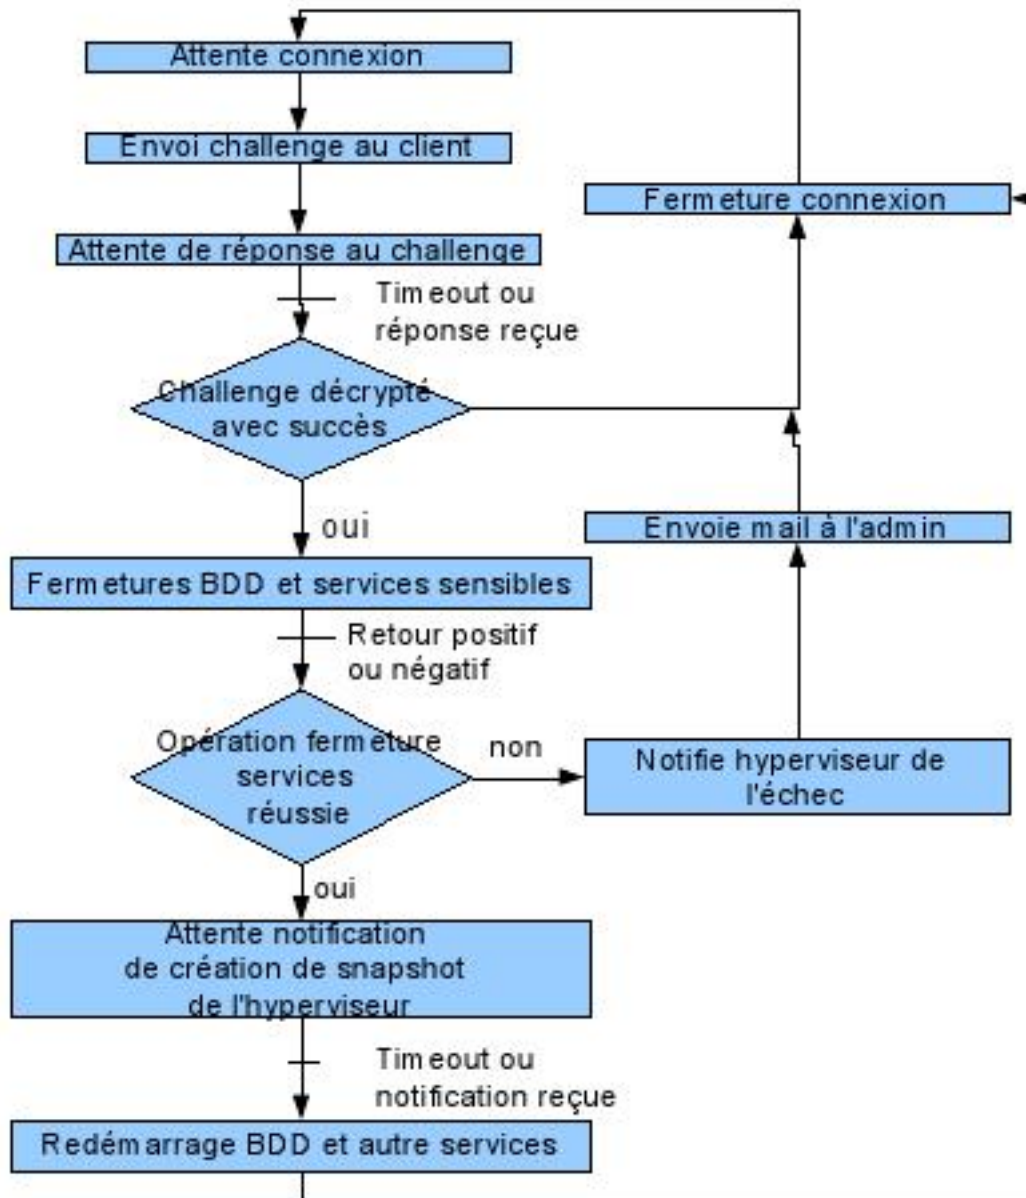 Attente connexion
Envoi challenge au client
Fermeture connexion
Attente de réponse au challenge
Timeout ou
réponse reçue
Challenge décrypté
avec succès
oui
Envoie mail à l'admin
Fermetures BDD et services sensibles
Retour positif
ou négatif
Opération fermeture
services
réussie
non
Notifie hyperviseur de
l'échec
oui
Attente notification
de création de snapshot
de l'hyperviseur
Timeout ou
notification reçue
Redémarrage BDD et autre services